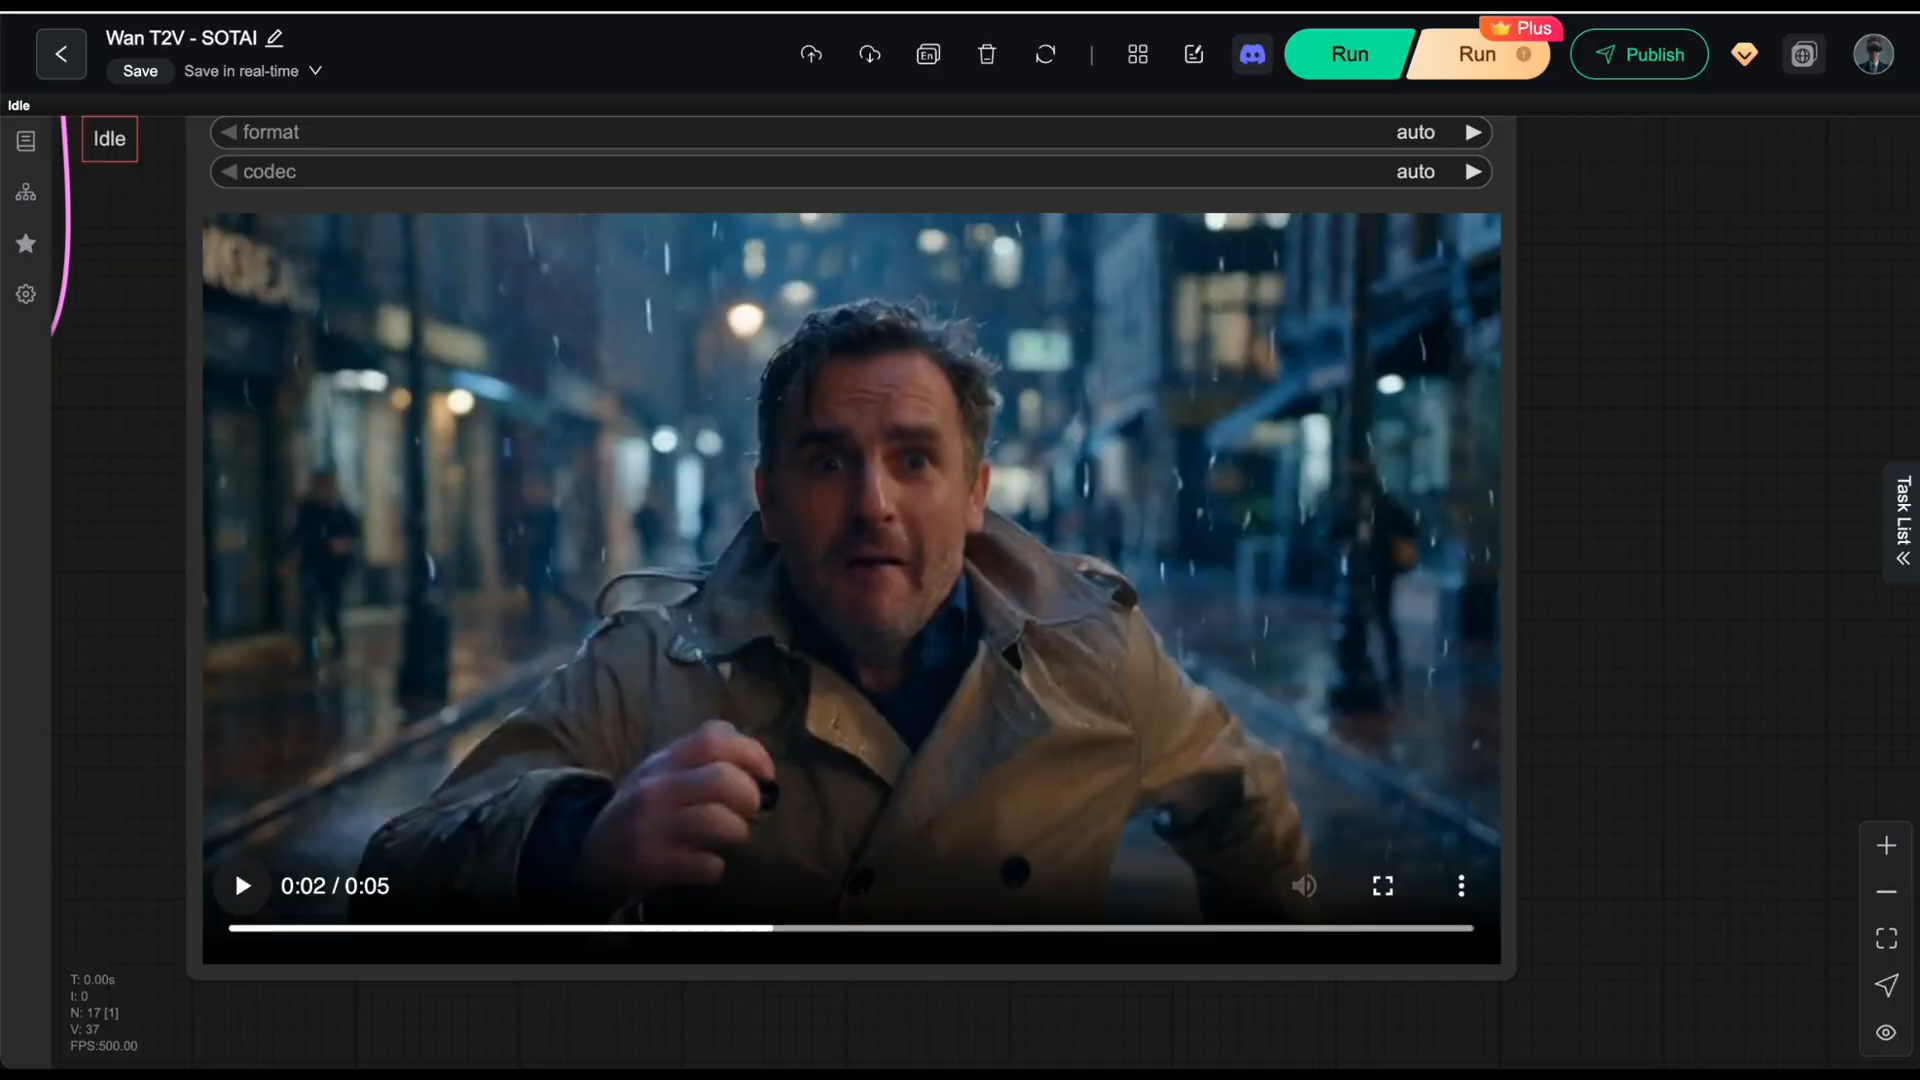 Wan T2V - SOTAI
Save
Save in real-time
En
Run
Run
Plus
Publish
Idle
Idle
format
auto
codec
auto
0:02 / 0:05
Task List
T: 0.00s
I: 0
N: 17 [1]
V: 37
FPS:500.00